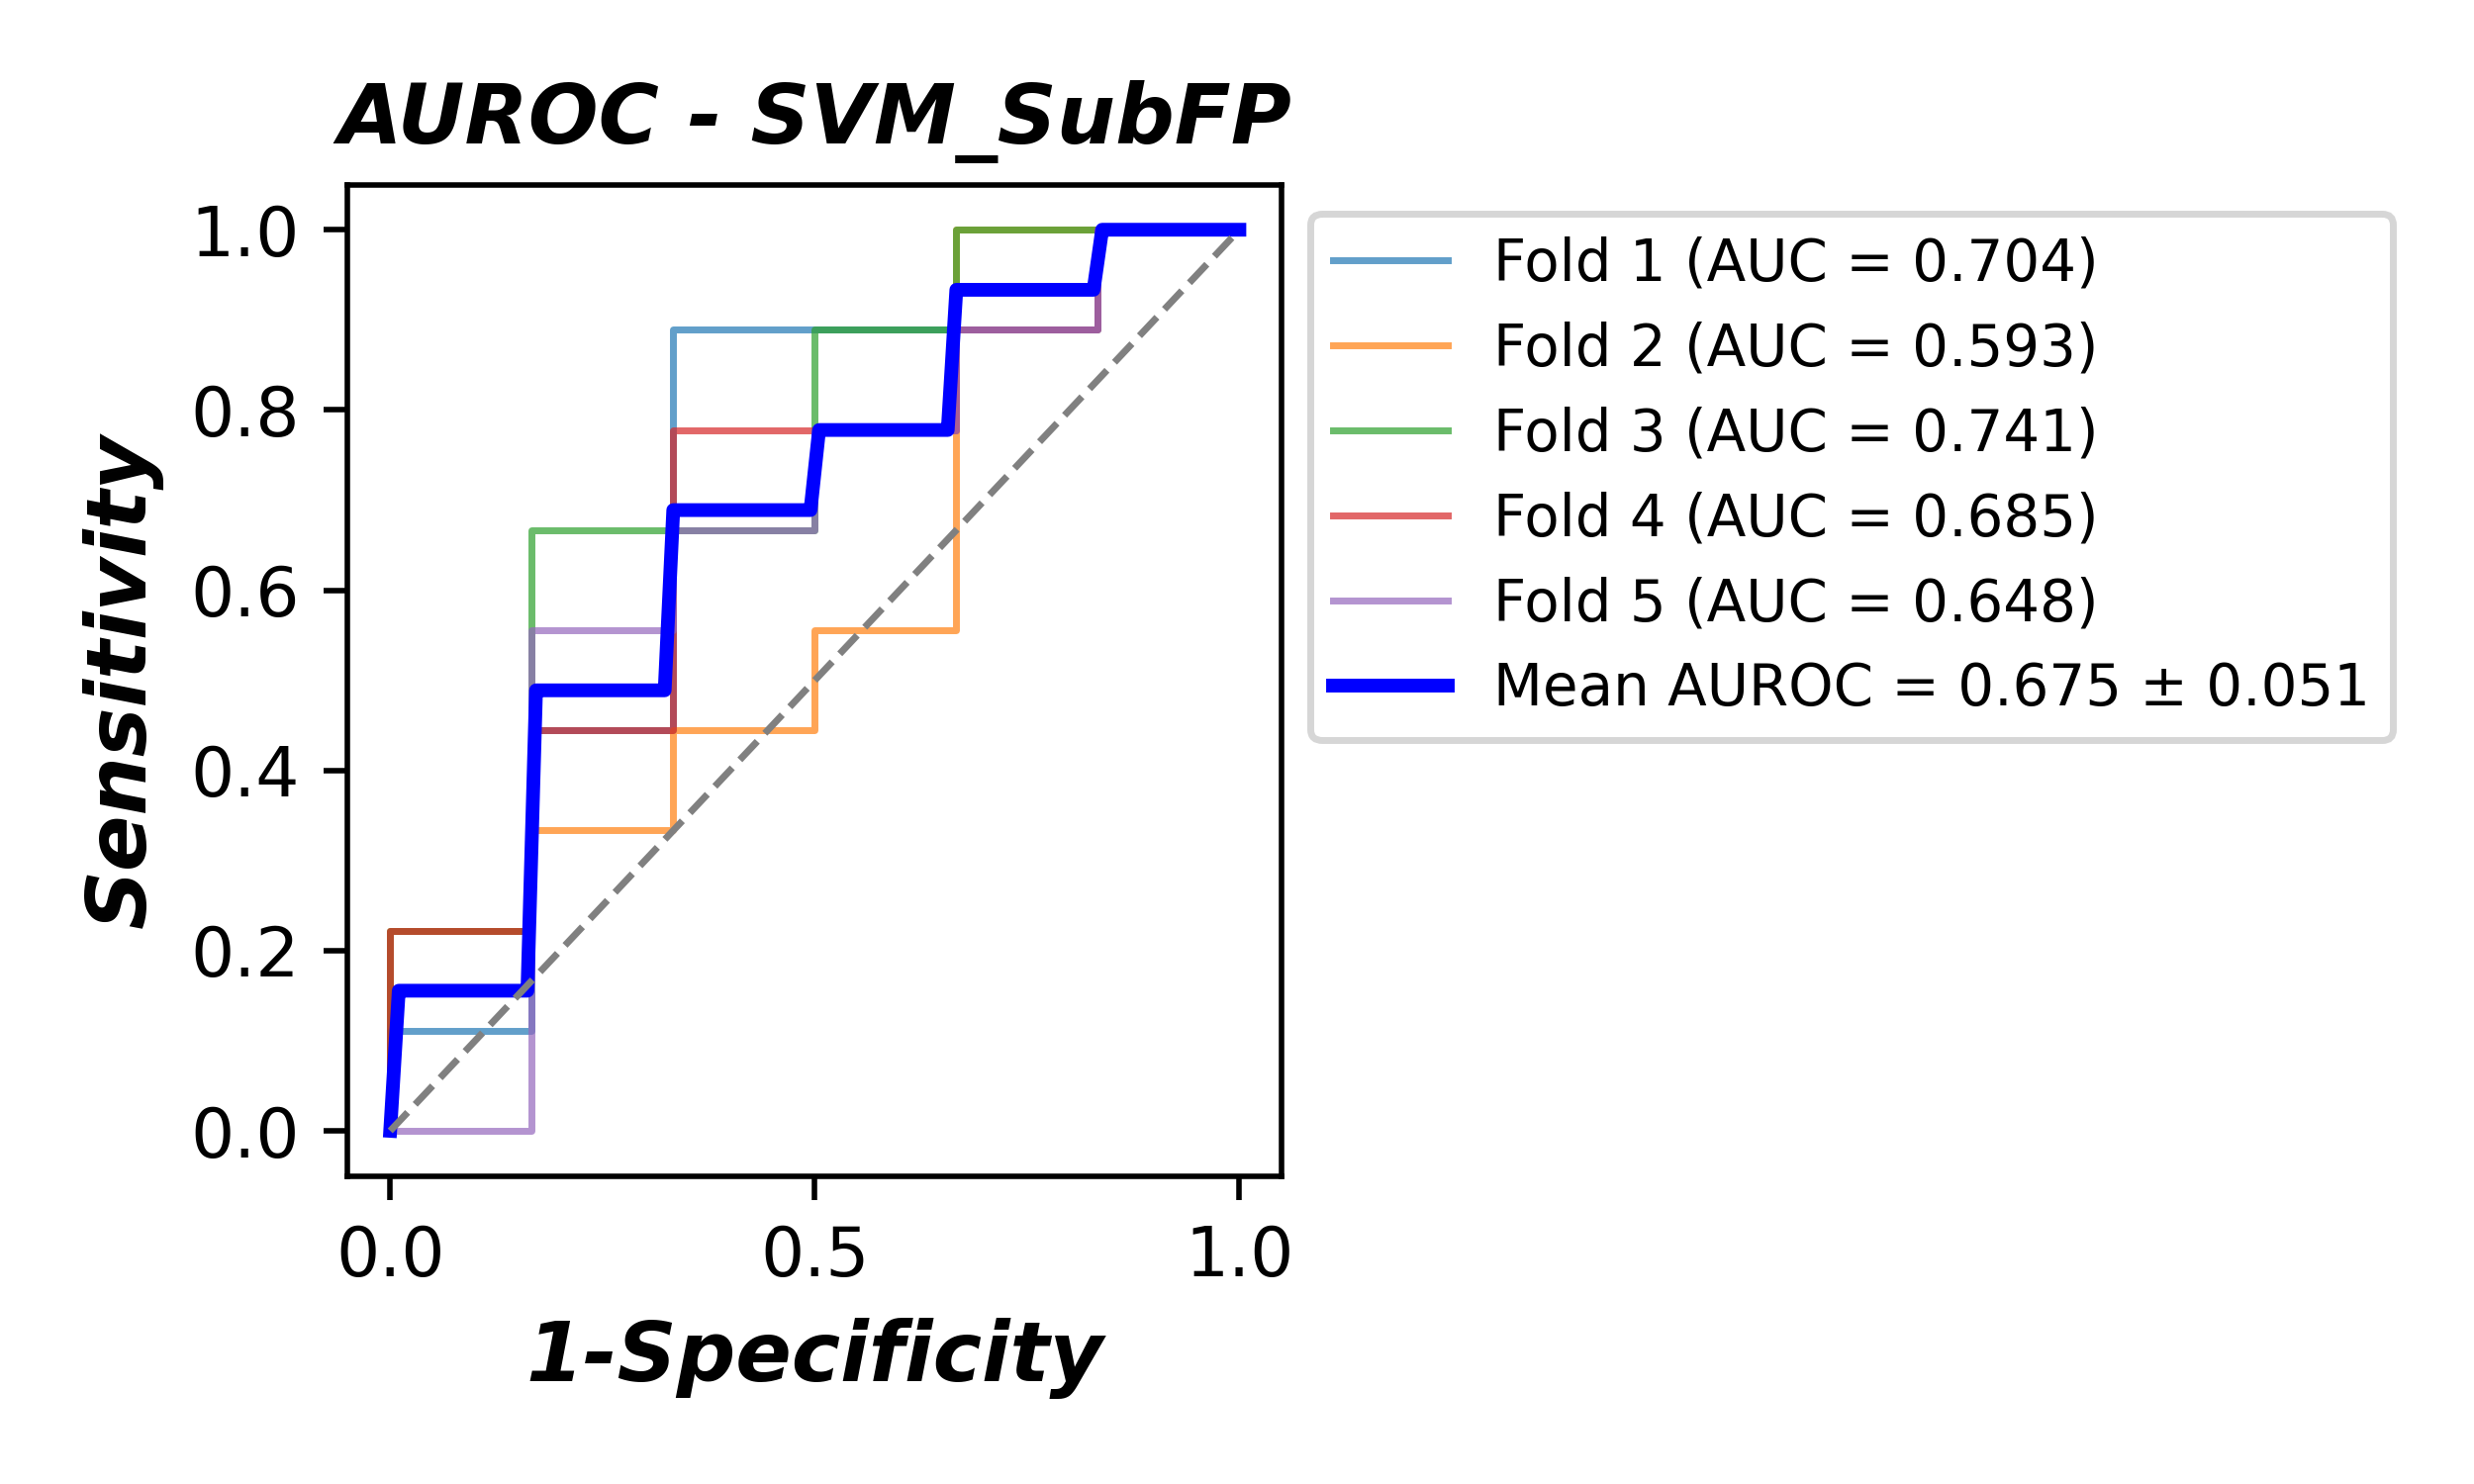 AUROC - SVM_SubFP
Sensitivity
1.0
0.8
0.6
0.4
0.2
0.0
0.0 0.5 1.0
1-Specificity
Fold 1 (AUC = 0.704)
Fold 2 (AUC = 0.593)
Fold 3 (AUC = 0.741)
Fold 4 (AUC = 0.685)
Fold 5 (AUC = 0.648)
Mean AUROC = 0.675 ± 0.051